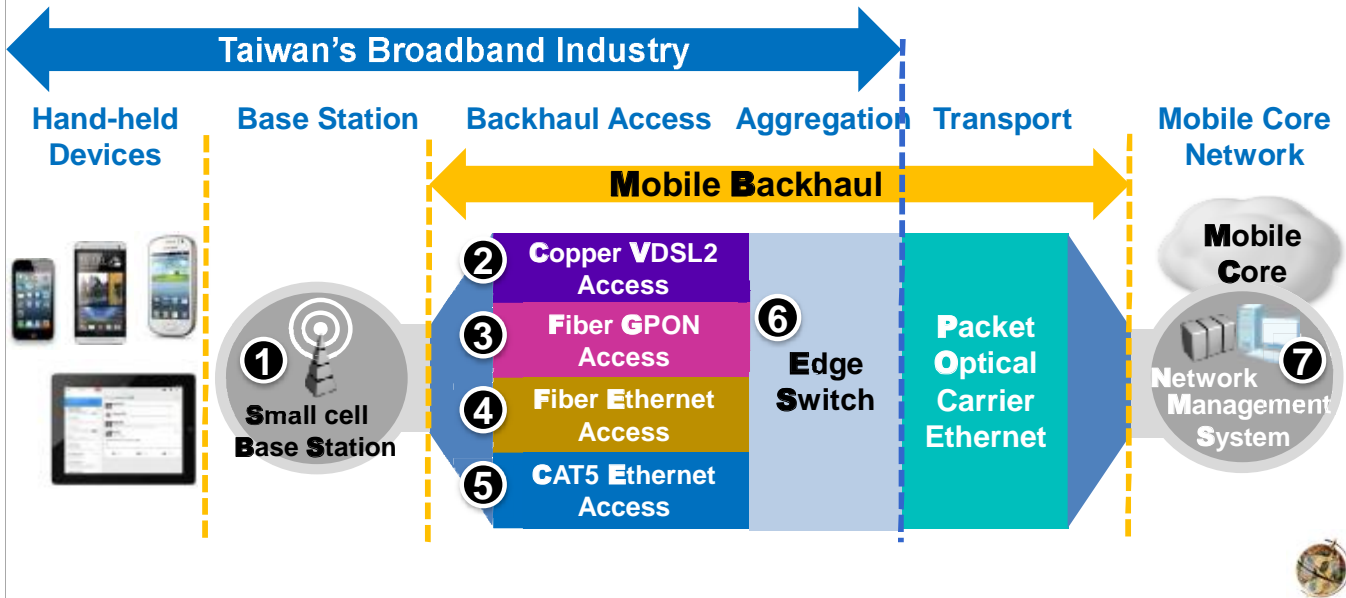 Taiwan's Broadband Industry
Hand-held
Devices
Base Station
Backhaul Access
Aggregation
Transport
Mobile Core
Network
Mobile Backhaul
2
Copper VDSL2
Access
3
Fiber GPON
Access
4
Fiber Ethernet
Access
5
CAT5 Ethernet
Access
1
Small cell
Base Station
6
Edge
Switch
Packet
Optical
Carrier
Ethernet
Mobile
Core
7
Network
Management
System